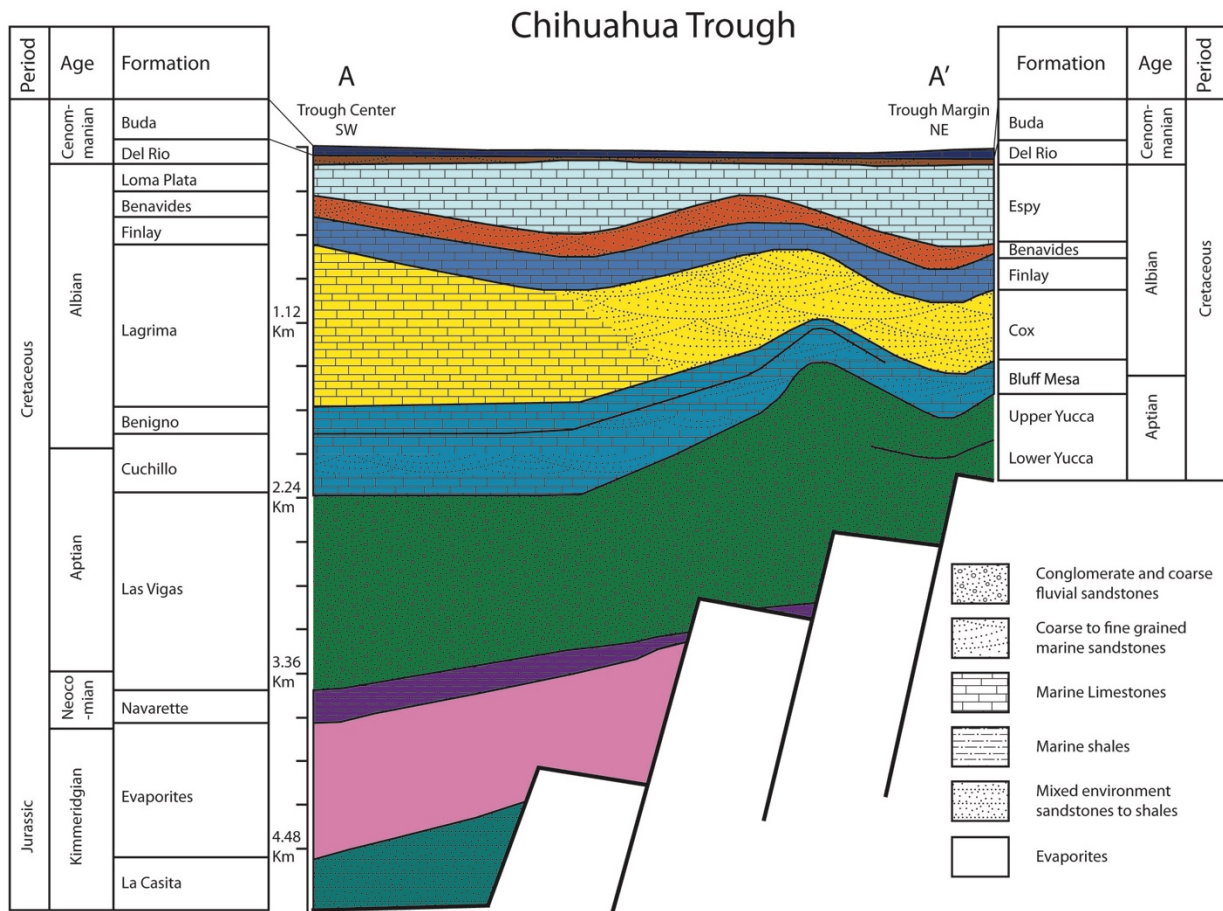 Chihuahua Trough
Period
Age
Formation
A
Trough Center
SW
A'
Trough Margin
NE
Formation
Age
Period
Cretaceous
Jurassic
Cenom-
manian
Albian
Aptian
Neoco
-mian
Kimmeridgian
Buda
Del Rio
Loma Plata
Benavides
Finlay
Lagrima
Benigno
Cuchillo
Las Vigas
Navarette
Evaporites
La Casita
1.12
Km
2.24
Km
3.36
Km
4.48
Km
Buda
Del Rio
Espy
Benavides
Finlay
Cox
Bluff Mesa
Upper Yucca
Lower Yucca
Cenom-
manian
Albian
Aptian
Cretaceous
Conglomerate and coarse
fluvial sandstones
Coarse to fine grained
marine sandstones
Marine Limestones
Marine shales
Mixed environment
sandstones to shales
Evaporites